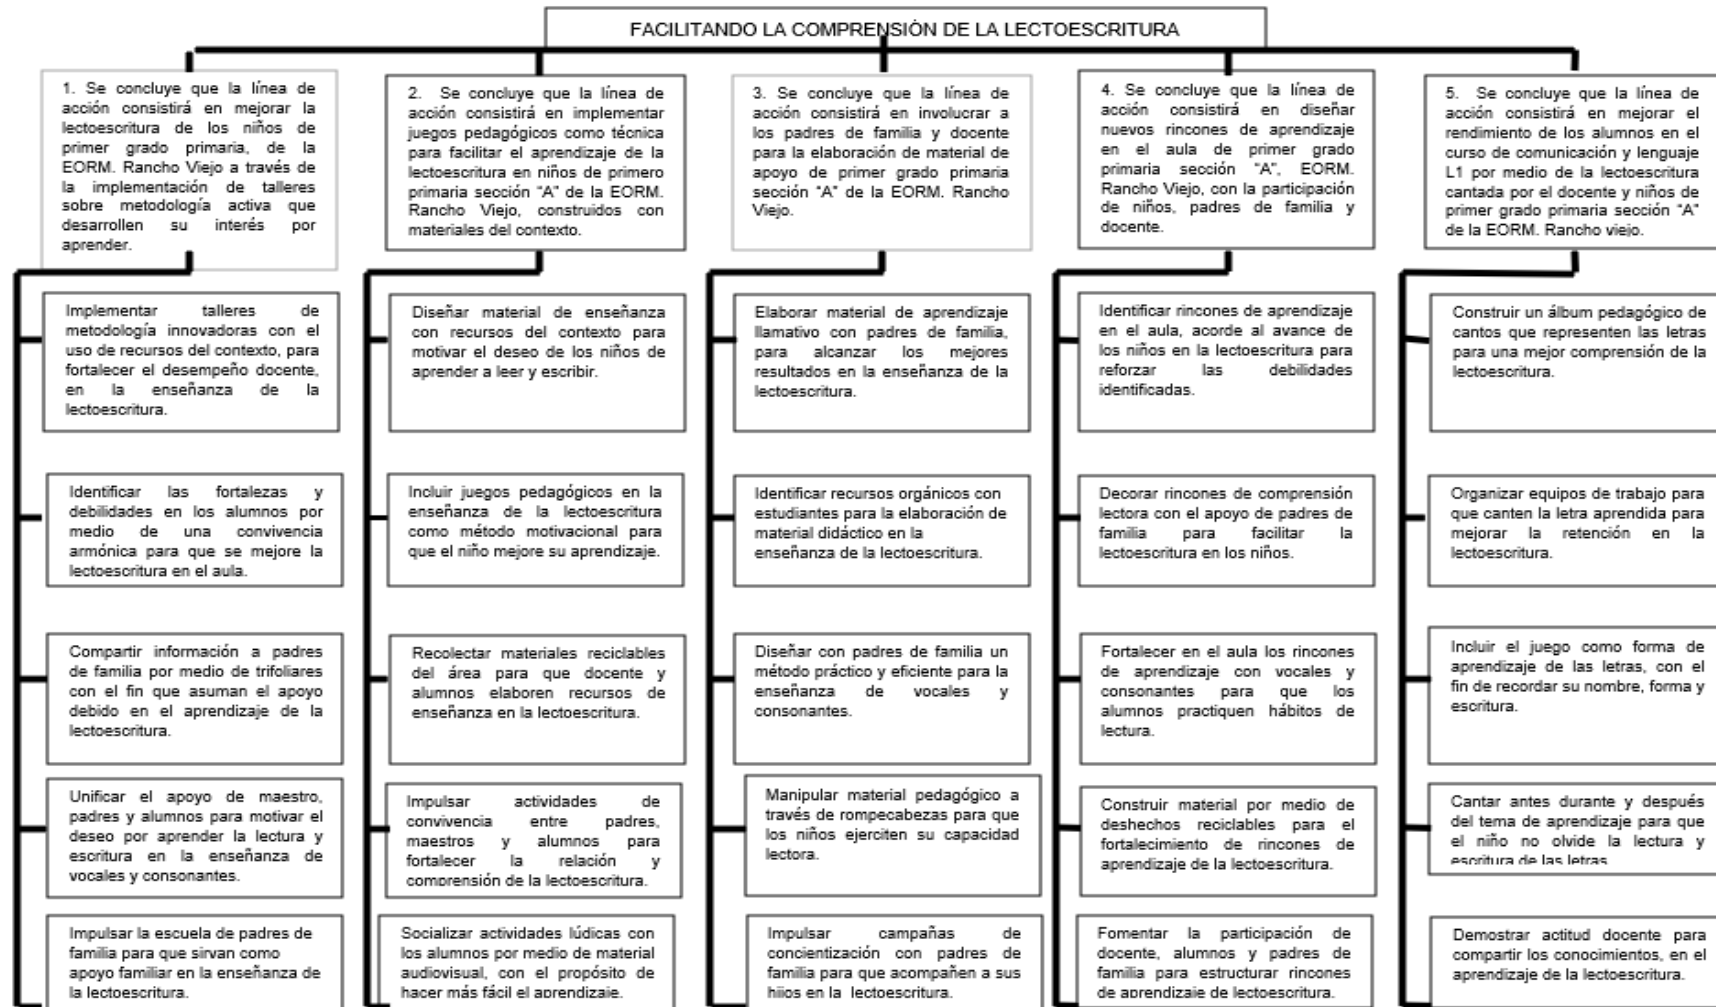 FACILITANDO LA COMPRENSIÓN DE LA LECTOESCRITURA
1. Se concluye que la línea de
acción consistirá en mejorar la
lectoescritura de los niños de
primer grado primaria, de la
EORM. Rancho Viejo a través de
la implementación de talleres
sobre metodología activa que
desarrollen su interés por
aprender.
Implementar talleres de
metodología innovadoras con el
uso de recursos del contexto, para
fortalecer el desempeño docente,
en la enseñanza de la
lectoescritura.
Identificar las fortalezas y
debilidades en los alumnos por
medio de una convivencia
armónica para que se mejore la
lectoescritura en el aula.
Compartir información a padres
de familia por medio de trifoliares
con el fin que asuman el apoyo
debido en el aprendizaje de la
lectoescritura.
Unificar el apoyo de maestro,
padres y alumnos para motivar el
deseo por aprender la lectura y
escritura en la enseñanza de
vocales y consonantes.
Impulsar la escuela de padres de
familia para que sirvan como
apoyo familiar en la enseñanza de
la lectoescritura.
2. Se concluye que la línea de
acción consistirá en implementar
juegos pedagógicos como técnica
para facilitar el aprendizaje de la
lectoescritura en niños de primero
primaria sección “A” de la EORM.
Rancho Viejo, construidos con
materiales del contexto.
Diseñar material de enseñanza
con recursos del contexto para
motivar el deseo de los niños de
aprender a leer y escribir.
Incluir juegos pedagógicos en la
enseñanza de la lectoescritura
como método motivacional para
que el niño mejore su aprendizaje.
Recolectar materiales reciclables
del área para que docente y
alumnos elaboren recursos de
enseñanza en la lectoescritura.
Impulsar actividades de
convivencia entre padres,
maestros y alumnos para
fortalecer la relación y
comprensión de la lectoescritura.
Socializar actividades lúdicas con
los alumnos por medio de material
audiovisual, con el propósito de
hacer más fácil el aprendizaje.
3. Se concluye que la línea de
acción consistirá en involucrar a
los padres de familia y docente
para la elaboración de material de
apoyo de primer grado primaria
sección “A” de la EORM. Rancho
Viejo.
Elaborar material de aprendizaje
llamativo con padres de familia,
para alcanzar los mejores
resultados en la enseñanza de la
lectoescritura.
Identificar recursos orgánicos con
estudiantes para la elaboración de
material didáctico en la
enseñanza de la lectoescritura.
Diseñar con padres de familia un
método práctico y eficiente para la
enseñanza de vocales y
consonantes.
Manipular material pedagógico a
través de rompecabezas para que
los niños ejerciten su capacidad
lectora.
Impulsar campañas de
concientización con padres de
familia para que acompañen a sus
hijos en la lectoescritura.
4. Se concluye que la línea de
acción consistirá en diseñar
nuevos rincones de aprendizaje
en el aula de primer grado
primaria sección “A”, EORM.
Rancho Viejo, con la participación
de niños, padres de familia y
docente.
Identificar rincones de aprendizaje
en el aula, acorde al avance de
los niños en la lectoescritura para
reforzar las debilidades
identificadas.
Decorar rincones de comprensión
lectora con el apoyo de padres de
familia para facilitar la
lectoescritura en los niños.
Fortalecer en el aula los rincones
de aprendizaje con vocales y
consonantes para que los
alumnos practiquen hábitos de
lectura.
Construir material por medio de
deshechos reciclables para el
fortalecimiento de rincones de
aprendizaje de la lectoescritura.
Fomentar la participación de
docente, alumnos y padres de
familia para estructurar rincones
de aprendizaje de lectoescritura.
5. Se concluye que la línea de
acción consistirá en mejorar el
rendimiento de los alumnos en el
curso de comunicación y lenguaje
L1 por medio de la lectoescritura
cantada por el docente y niños de
primer grado primaria sección “A”
de la EORM. Rancho viejo.
Construir un álbum pedagógico de
cantos que representen las letras
para una mejor comprensión de la
lectoescritura.
Organizar equipos de trabajo para
que canten la letra aprendida para
mejorar la retención en la
lectoescritura.
Incluir el juego como forma de
aprendizaje de las letras, con el
fin de recordar su nombre, forma y
escritura.
Cantar antes durante y después
del tema de aprendizaje para que
el niño no olvide la lectura y
escritura de las letras.
Demostrar actitud docente para
compartir los conocimientos, en el
aprendizaje de la lectoescritura.